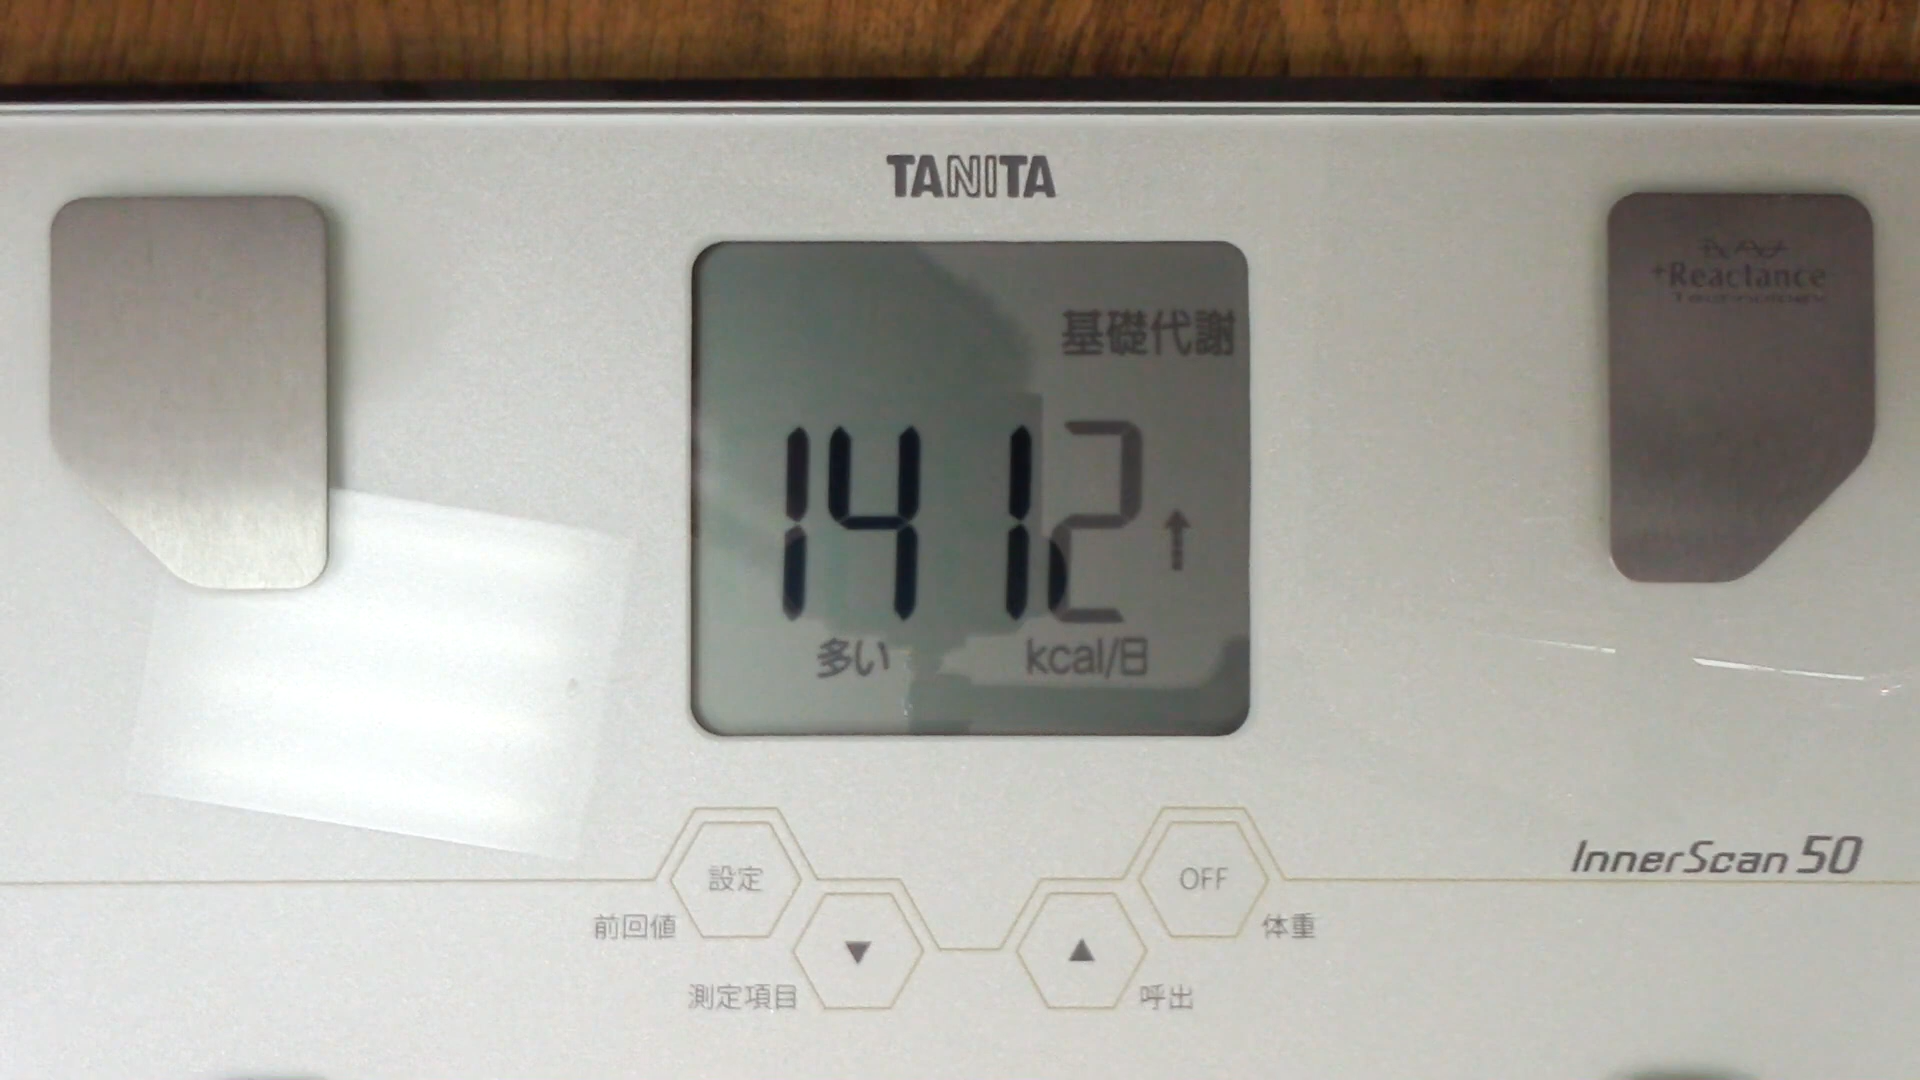 TANITA
Reactance
Technology
基礎代謝
1412
多い kcal/日
InnerScan 50
設定 OFF
前回値 体重
▼ ▲
測定項目 呼出